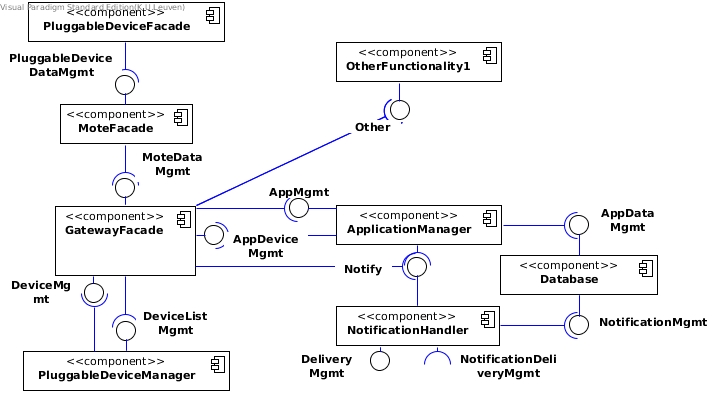 Visual Paradigm Standard Edition(K.U.Leuven)
<<component>>
PluggableDeviceFacade
PluggableDevice
DataMgmt
<<component>>
OtherFunctionality1
<<component>>
MoteFacade
Other
MoteData
Mgmt
AppMgmt
<<component>>
GatewayFacade
<<component>>
ApplicationManager
AppData
Mgmt
AppDevice
Mgmt
Notify
<<component>>
Database
DeviceMg
mt
DeviceList
Mgmt
<<component>>
NotificationHandler
NotificationMgmt
<<component>>
PluggableDeviceManager
Delivery
Mgmt
NotificationDeli
veryMgmt